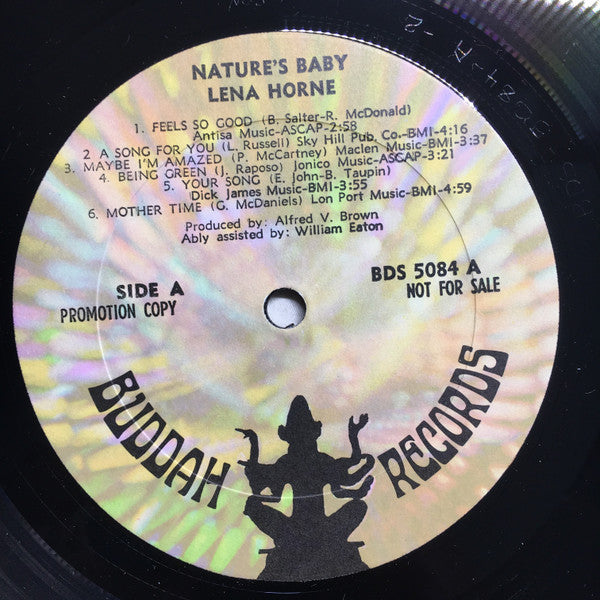 NATURE'S BABY
LENA HORNE
1. FEELS SO GOOD (B. Salter-R. McDonald)
Antisa Music-ASCAP-2:58
2 A SONG FOR YOU (L. Russell) Sky Hill Pub. Co.-BMI-4:16
3. MAYBE I'M AMAZED (P. McCartney) Maclen Music-BMI-3:37
4. BEING GREEN (J. Raposo) Jonico Music-ASCAP-3:21
5. YOUR SONG (E. John-B. Taupin)
Dick James Music-BMI-3:55
6. MOTHER TIME (G. McDaniels) Lon Port Music-BMI-4:59
Produced by: Alfred V. Brown
Ably assisted by: William Eaton
SIDE A
PROMOTION COPY
BDS 5084 A
NOT FOR SALE
BUDDAH RECORDS